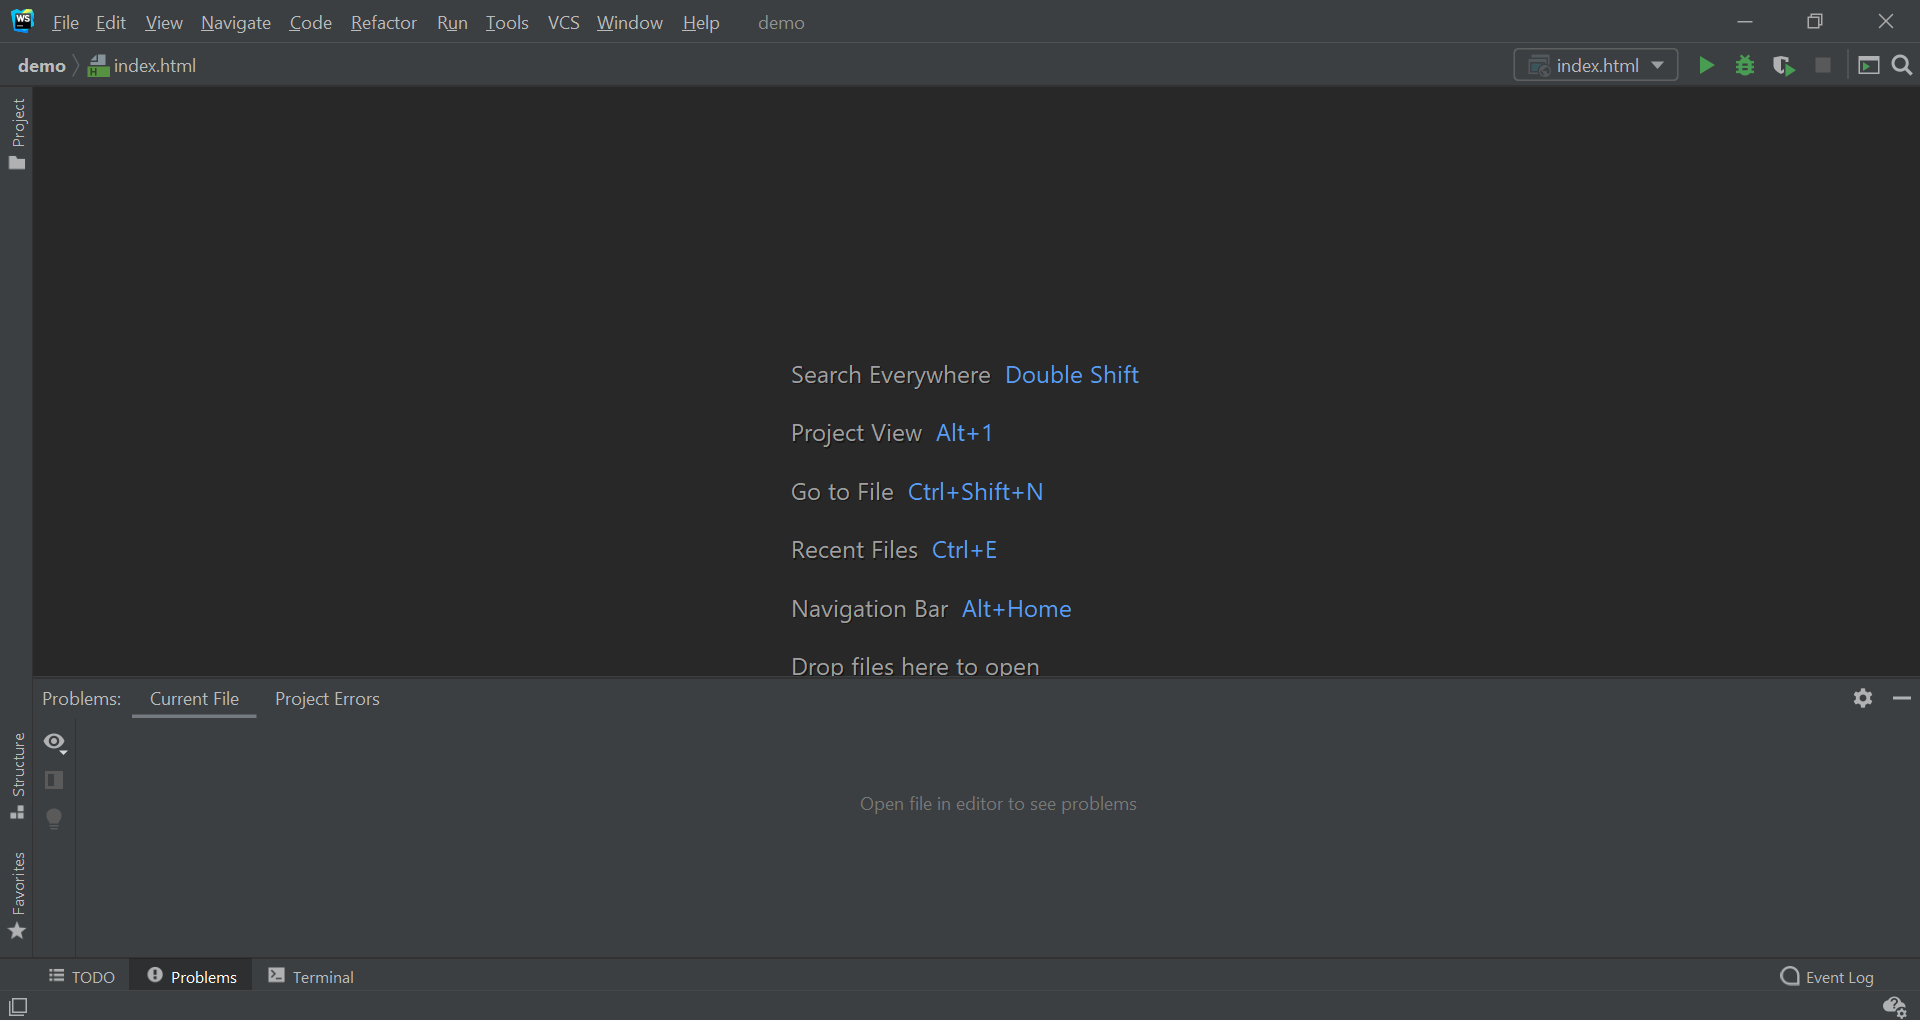 WS File Edit View Navigate Code Refactor Run Tools VCS Window Help demo
demo index.html index.html
Project
Search Everywhere Double Shift
Project View Alt+1
Go to File Ctrl+Shift+N
Recent Files Ctrl+E
Navigation Bar Alt+Home
Drop files here to open
Problems: Current File Project Errors
Structure
Open file in editor to see problems
Favorites
TODO Problems Terminal Event Log